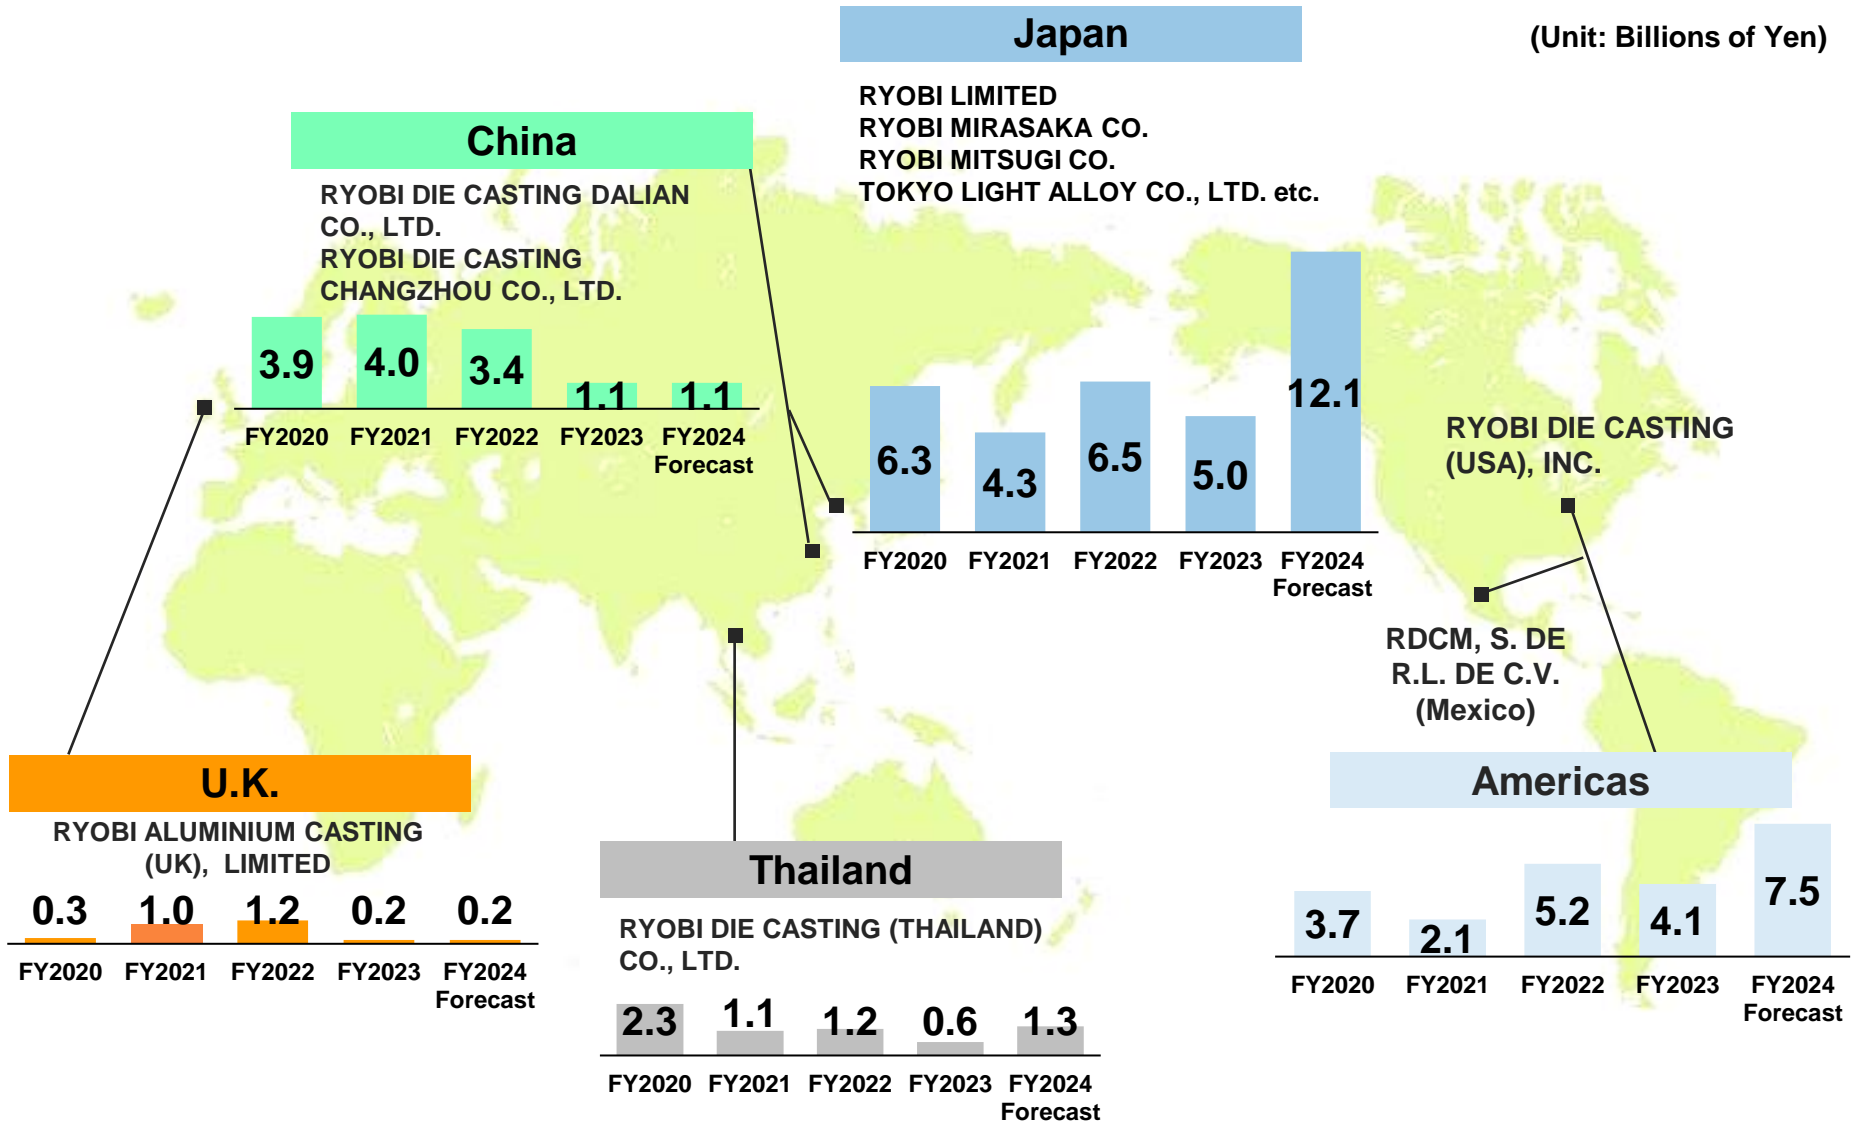 Japan
(Unit: Billions of Yen)
RYOBI LIMITED
RYOBI MIRASAKA CO.
RYOBI MITSUGI CO.
TOKYO LIGHT ALLOY CO., LTD. etc.
6.3
4.3
6.5
5.0
12.1
FY2020 FY2021 FY2022 FY2023 FY2024
Forecast
China
RYOBI DIE CASTING DALIAN
CO., LTD.
RYOBI DIE CASTING
CHANGZHOU CO., LTD.
3.9 4.0 3.4 1.1 1.1
FY2020 FY2021 FY2022 FY2023 FY2024
Forecast
RYOBI DIE CASTING
(USA), INC.
RDCM, S. DE
R.L. DE C.V.
(Mexico)
Americas
3.7 2.1 5.2 4.1 7.5
FY2020 FY2021 FY2022 FY2023 FY2024
Forecast
U.K.
RYOBI ALUMINIUM CASTING
(UK), LIMITED
0.3 1.0 1.2 0.2 0.2
FY2020 FY2021 FY2022 FY2023 FY2024
Forecast
Thailand
RYOBI DIE CASTING (THAILAND)
CO., LTD.
2.3 1.1 1.2 0.6 1.3
FY2020 FY2021 FY2022 FY2023 FY2024
Forecast